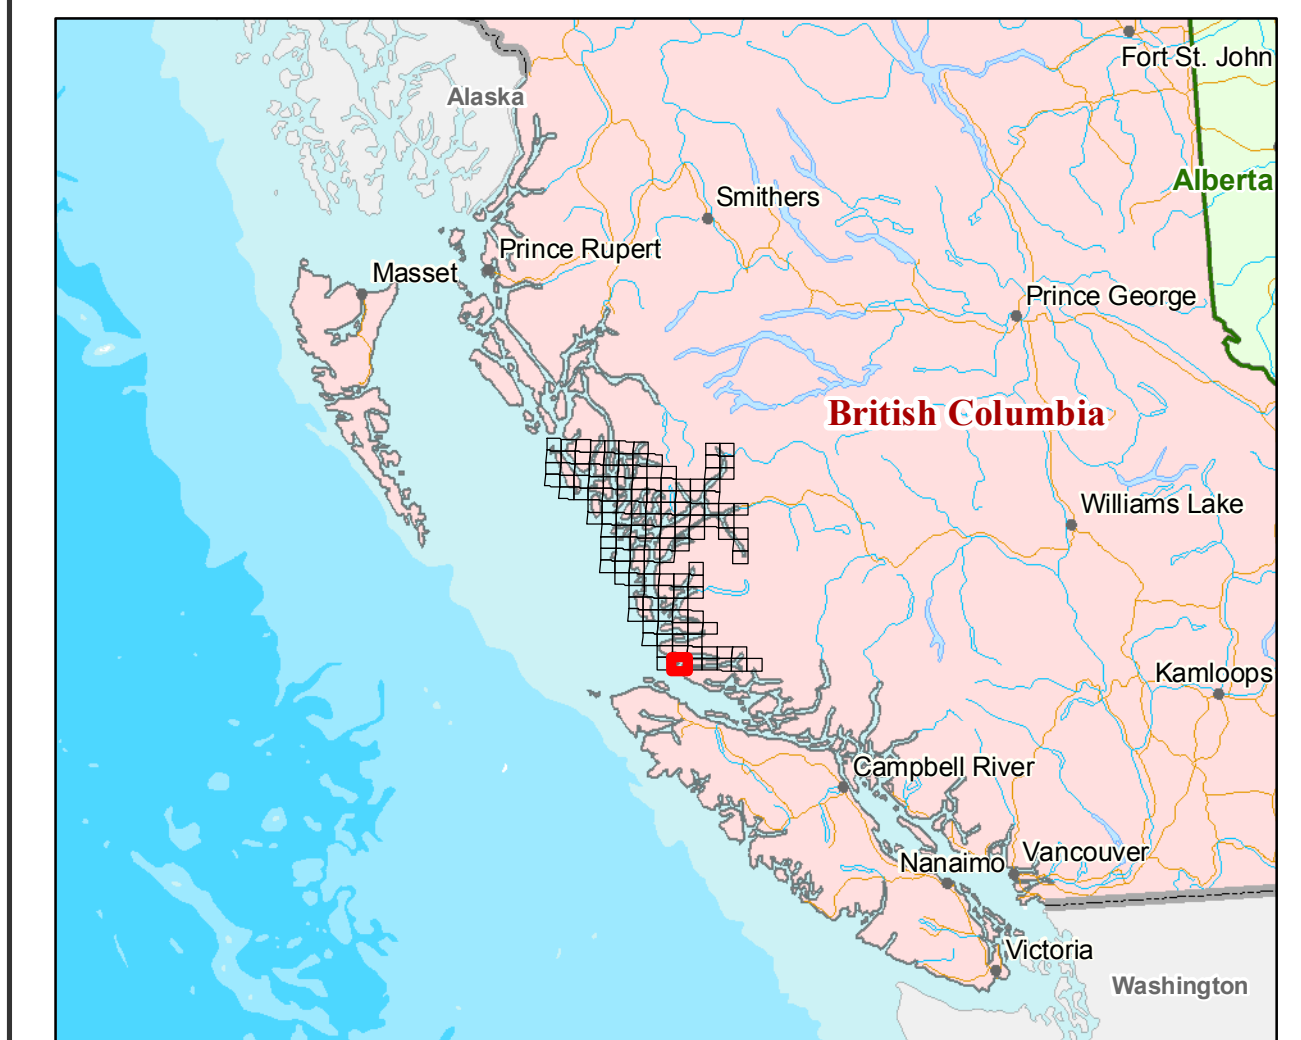 Fort St. John
Alaska
Alberta
Smithers
Prince Rupert
Masset
Prince George
British Columbia
Williams Lake
Kamloops
Campbell River
Vancouver
Nanaimo
Victoria
Washington